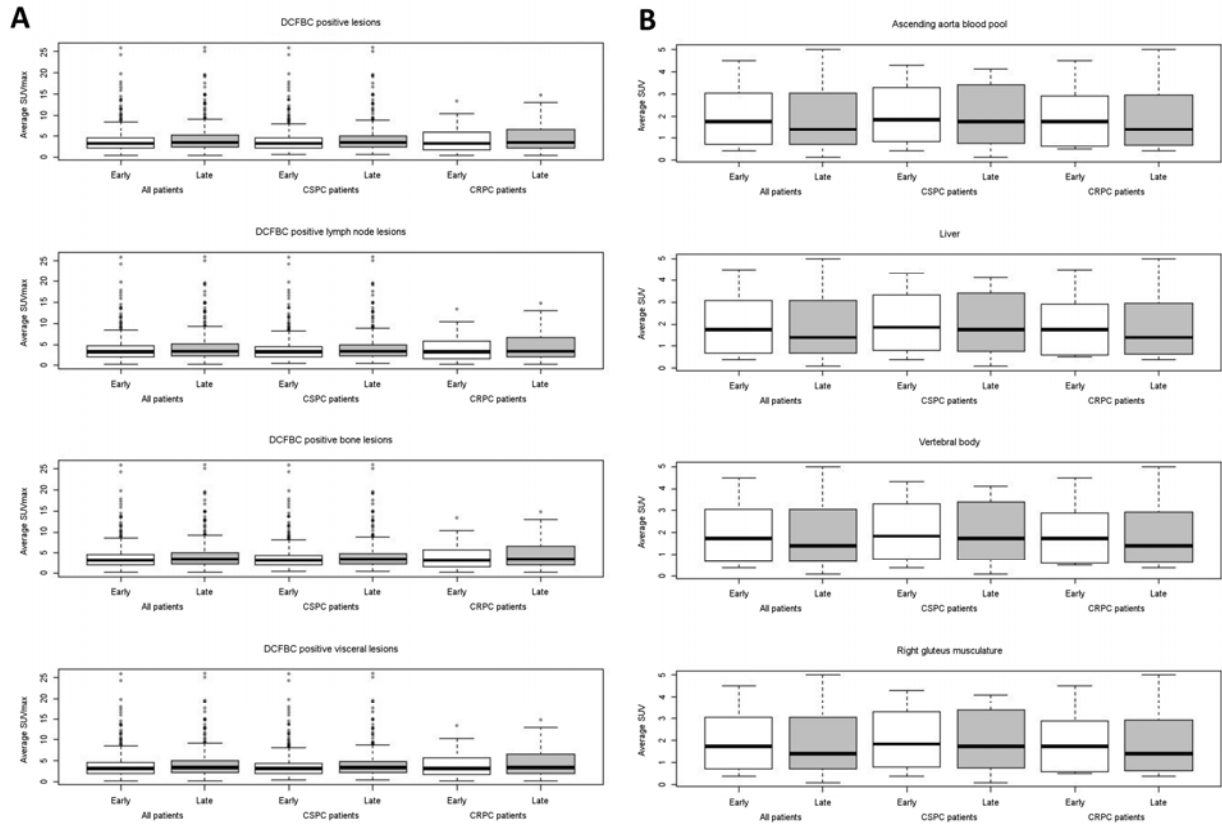 A
DCFBC positive lesions
Average SUVmax
0 5 10 15 20 25
Early Late Early Late Early Late
All patients CSPC patients CRPC patients
DCFBC positive lymph node lesions
Average SUVmax
0 5 10 15 20 25
Early Late Early Late Early Late
All patients CSPC patients CRPC patients
DCFBC positive bone lesions
Average SUVmax
0 5 10 15 20 25
Early Late Early Late Early Late
All patients CSPC patients CRPC patients
DCFBC positive visceral lesions
Average SUVmax
0 5 10 15 20 25
Early Late Early Late Early Late
All patients CSPC patients CRPC patients
B
Ascending aorta blood pool
Average SUV
0 1 2 3 4 5
Early Late Early Late Early Late
All patients CSPC patients CRPC patients
Liver
Average SUV
0 1 2 3 4 5
Early Late Early Late Early Late
All patients CSPC patients CRPC patients
Vertebral body
Average SUV
0 1 2 3 4 5
Early Late Early Late Early Late
All patients CSPC patients CRPC patients
Right gluteus musculature
Average SUV
0 1 2 3 4 5
Early Late Early Late Early Late
All patients CSPC patients CRPC patients